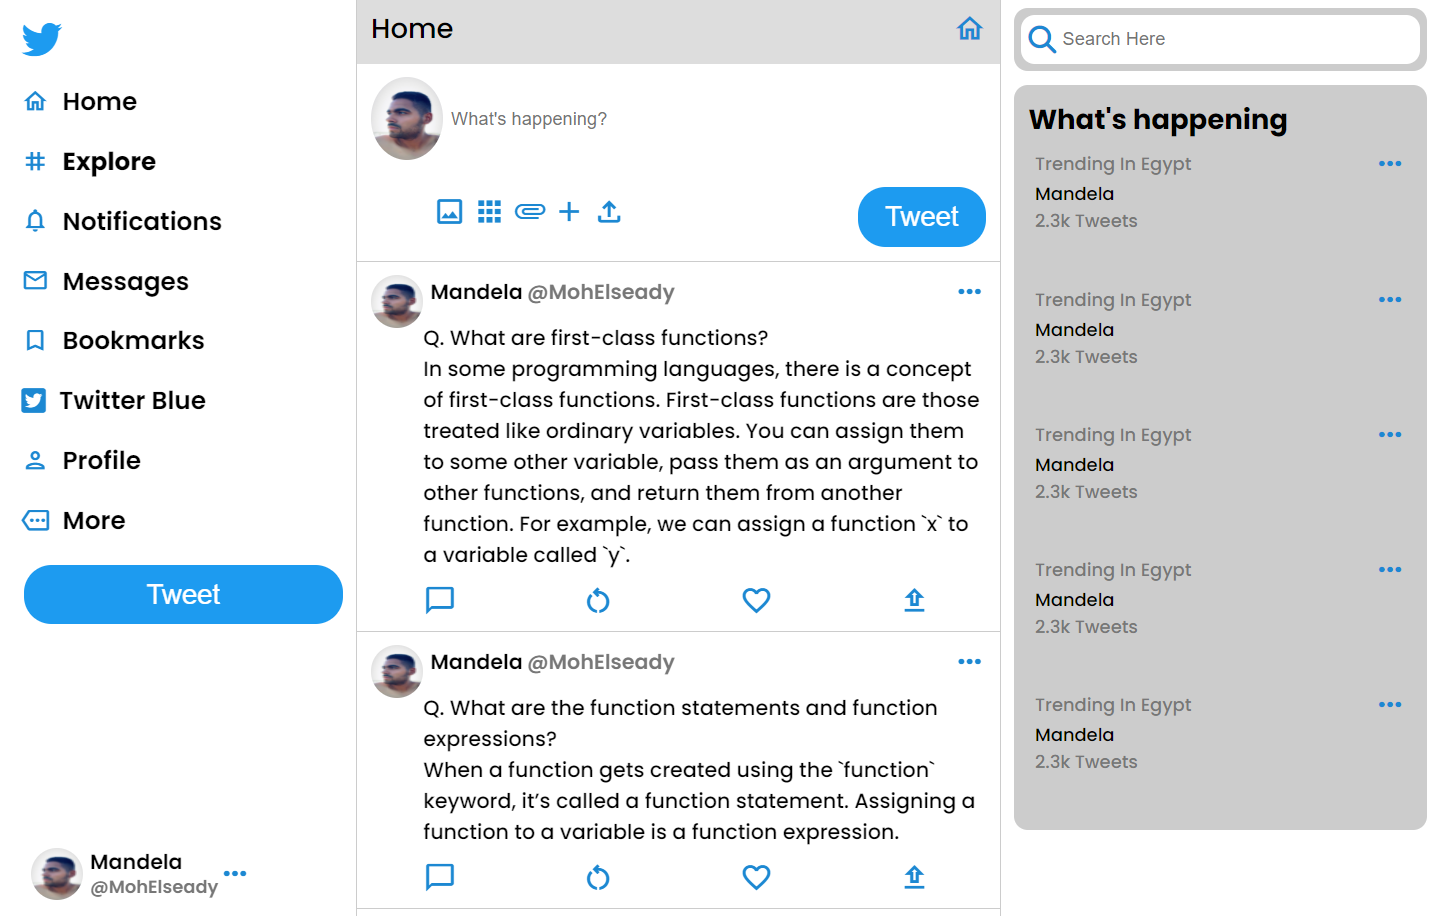 Home
Explore
Notifications
Messages
Bookmarks
Twitter Blue
Profile
More
Tweet
Mandela
@MohElseady
Home
What's happening?
Tweet
Mandela @MohElseady
Q. What are first-class functions?
In some programming languages, there is a concept
of first-class functions. First-class functions are those
treated like ordinary variables. You can assign them
to some other variable, pass them as an argument to
other functions, and return them from another
function. For example, we can assign a function `x` to
a variable called `y`.
Mandela @MohElseady
Q. What are the function statements and function
expressions?
When a function gets created using the `function`
keyword, it’s called a function statement. Assigning a
function to a variable is a function expression.
Search Here
What's happening
Trending In Egypt
Mandela
2.3k Tweets
Trending In Egypt
Mandela
2.3k Tweets
Trending In Egypt
Mandela
2.3k Tweets
Trending In Egypt
Mandela
2.3k Tweets
Trending In Egypt
Mandela
2.3k Tweets